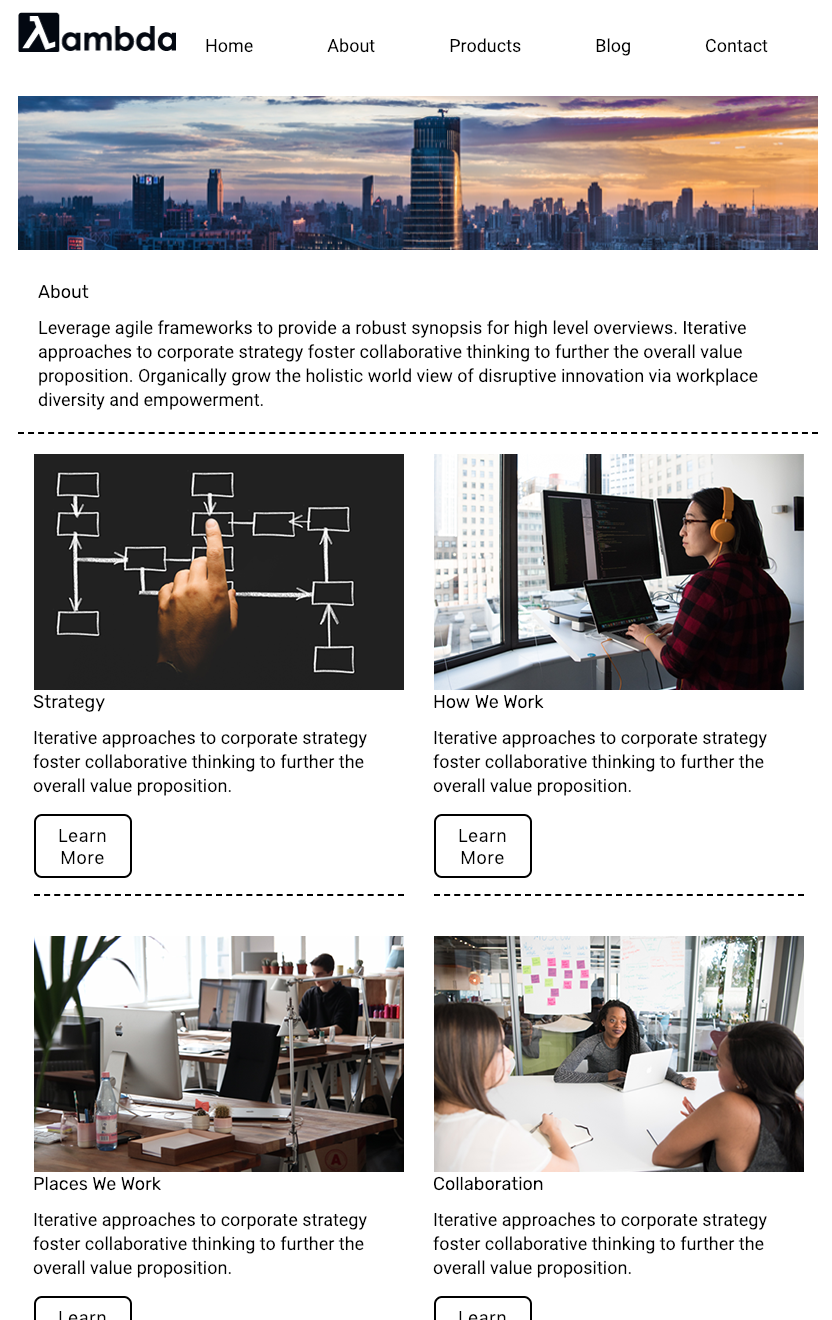 λambda
Home About Products Blog Contact
About
Leverage agile frameworks to provide a robust synopsis for high level overviews. Iterative
approaches to corporate strategy foster collaborative thinking to further the overall value
proposition. Organically grow the holistic world view of disruptive innovation via workplace
diversity and empowerment.
Strategy
Iterative approaches to corporate strategy
foster collaborative thinking to further the
overall value proposition.
Learn
More
How We Work
Iterative approaches to corporate strategy
foster collaborative thinking to further the
overall value proposition.
Learn
More
Places We Work
Iterative approaches to corporate strategy
foster collaborative thinking to further the
overall value proposition.
Learn
Collaboration
Iterative approaches to corporate strategy
foster collaborative thinking to further the
overall value proposition.
Learn